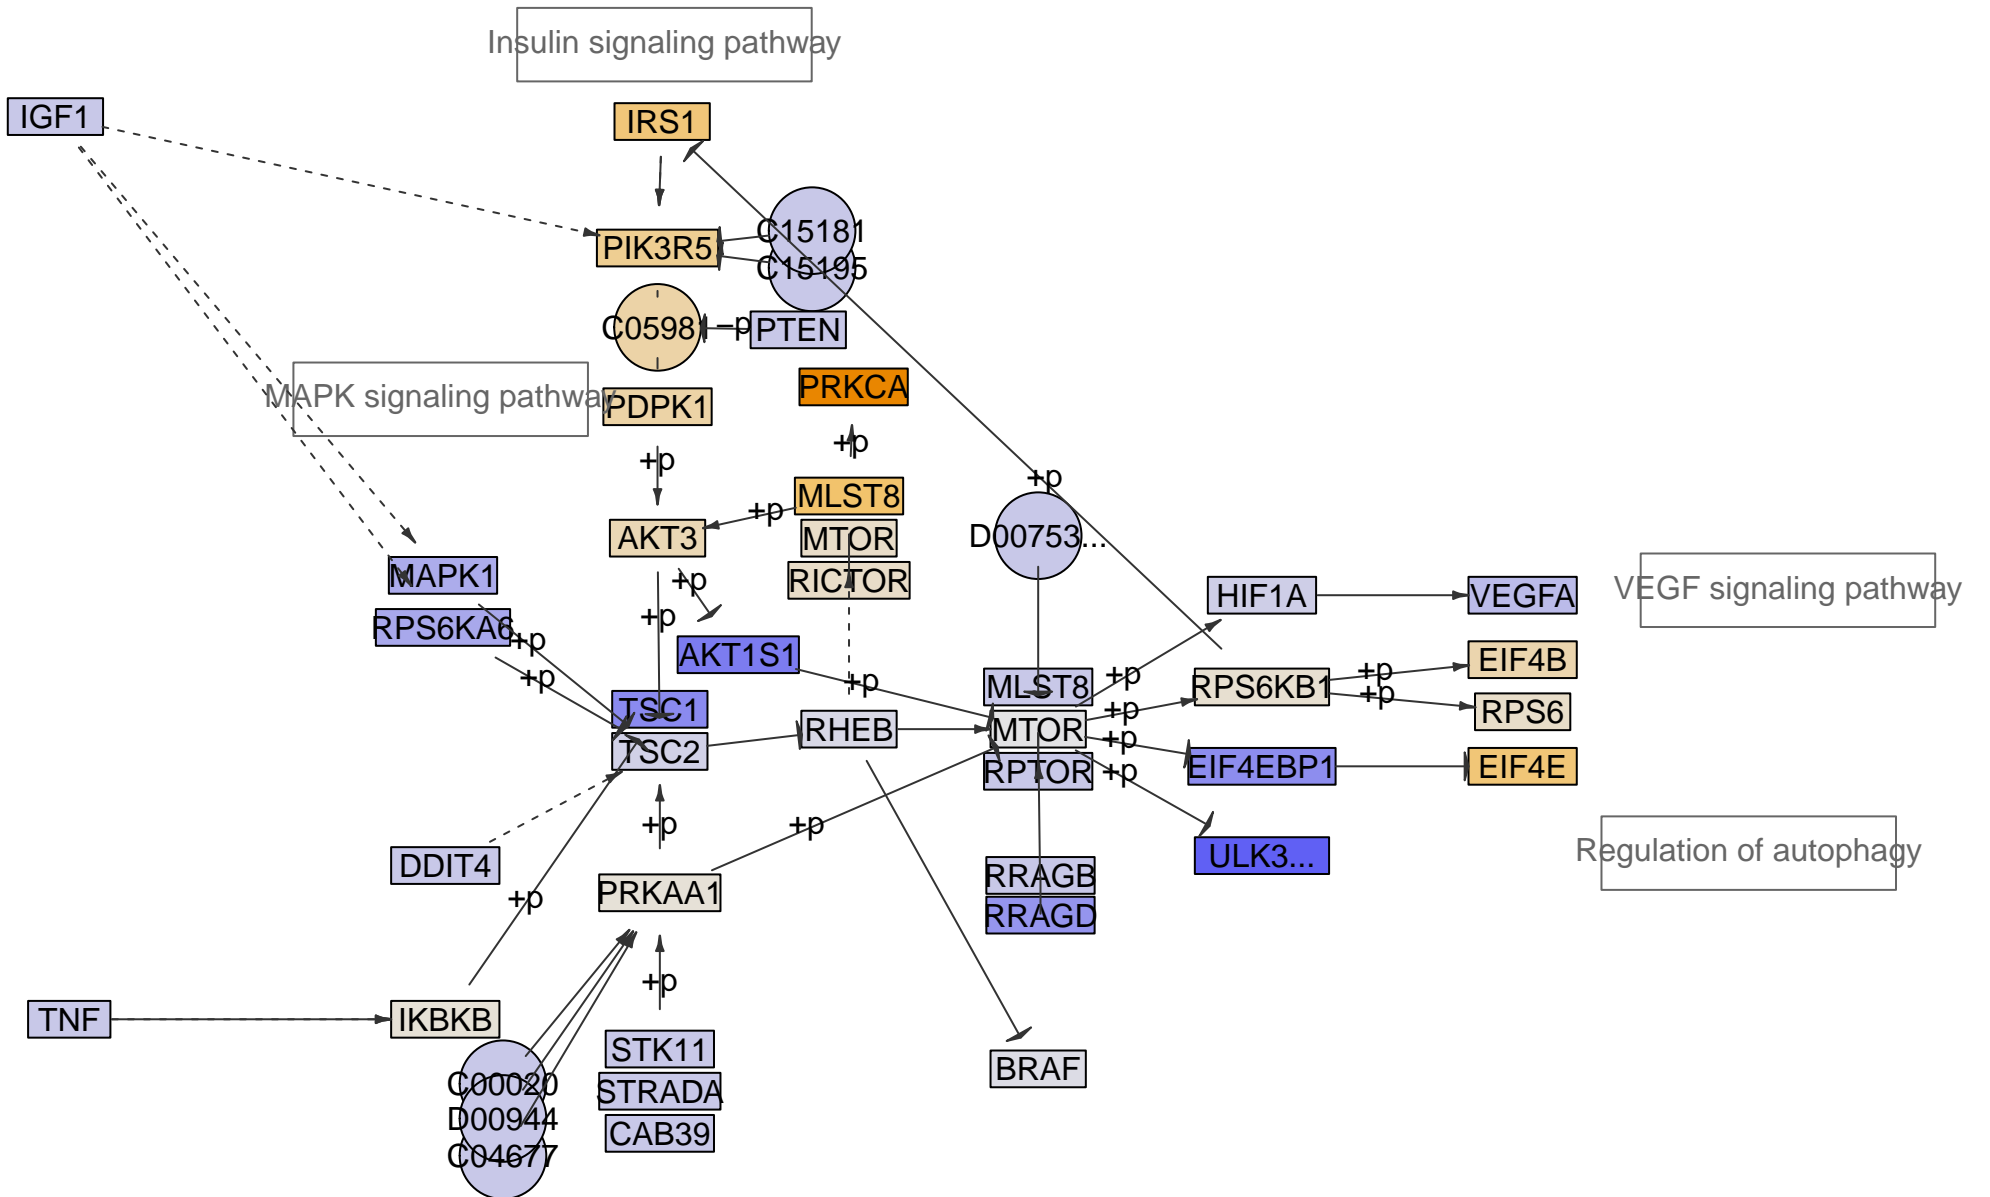 Insulin signaling pathway
IGF1
IRS1
C15181
PIK3R5
C15195
C0598
−p
PTEN
PRKCA
MAPK signaling pathway
PDPK1
+p
+p
+p
MLST8
+p
AKT3
MTOR
D00753...
MAPK1
+p
RICTOR
HIF1A
VEGFA
VEGF signaling pathway
RPS6KA6
+p
+p
AKT1S1
EIF4B
+p
+p
+p
+p
MLST8
RPS6KB1
+p
TSC1
+p
RPS6
RHEB
MTOR
+p
TSC2
RPTOR
+p
EIF4EBP1
EIF4E
+p
+p
ULK3...
Regulation of autophagy
DDIT4
PRKAA1
+p
RRAGB
RRAGD
+p
TNF
IKBKB
STK11
BRAF
C00020
STRADA
D00944
CAB39
C04677